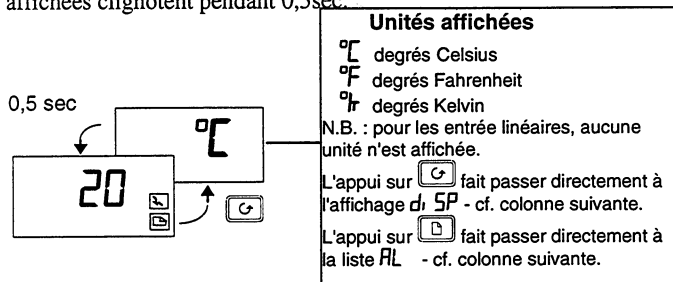 affichées clignotent pendant 0,5sec.
Unités affichées
°C degrés Celsius
°F degrés Fahrenheit
°k degrés Kelvin
0,5 sec
°C
20
N.B. : pour les entrée linéaires, aucune
unité n'est affichée.
L'appui sur fait passer directement à
l'affichage di SP - cf. colonne suivante.
L'appui sur fait passer directement à
la liste AL - cf. colonne suivante.